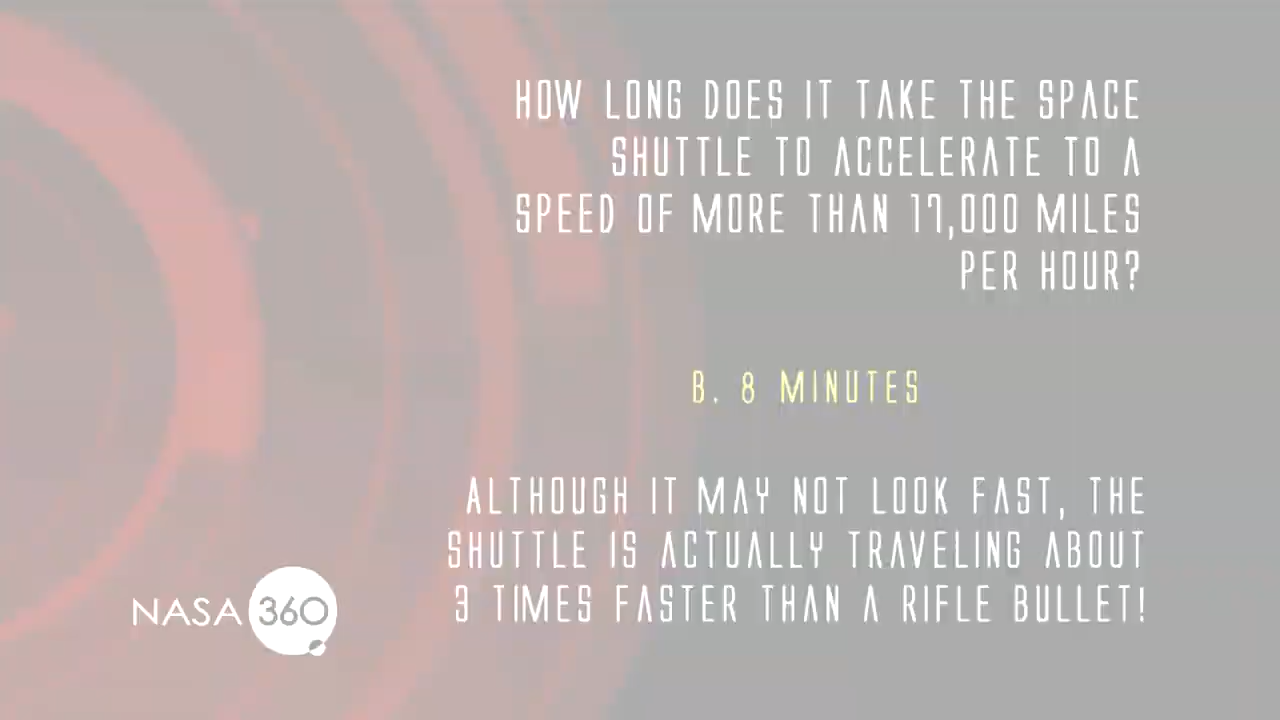 HOW LONG DOES IT TAKE THE SPACE
SHUTTLE TO ACCELERATE TO A
SPEED OF MORE THAN 17,000 MILES
PER HOUR?
B. 8 MINUTES
ALTHOUGH IT MAY NOT LOOK FAST, THE
SHUTTLE IS ACTUALLY TRAVELING ABOUT
3 TIMES FASTER THAN A RIFLE BULLET!
NASA 360